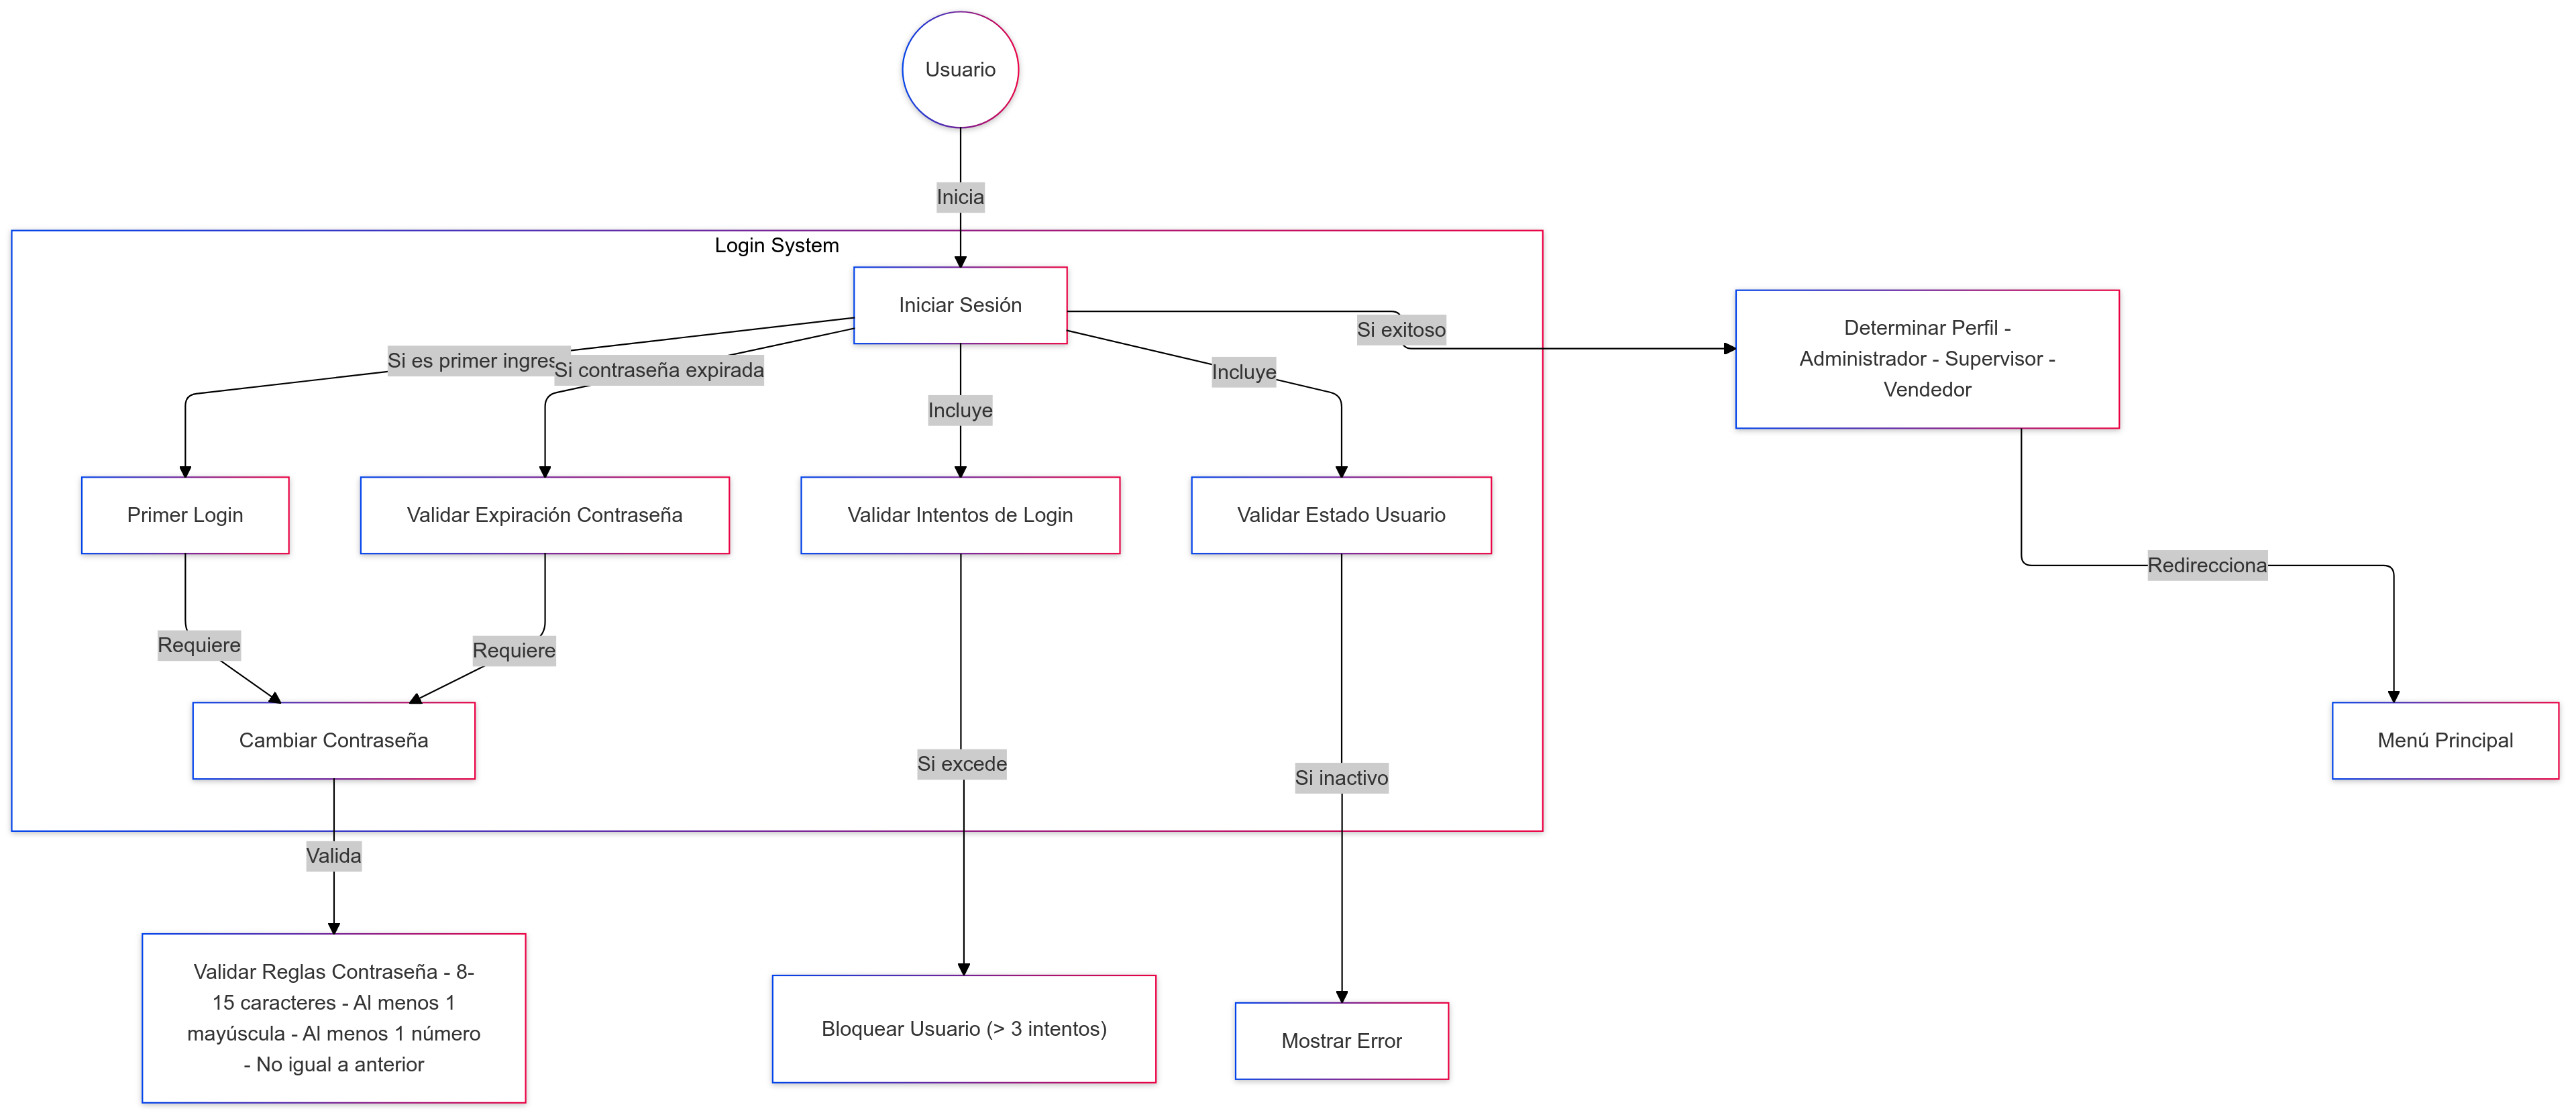 Usuario
Inicia
Login System
Iniciar Sesión
Si exitoso
Si es primer ingres
Si contraseña expirada
Incluye
Incluye
Determinar Perfil -
Administrador - Supervisor -
Vendedor
Primer Login
Validar Expiración Contraseña
Validar Intentos de Login
Validar Estado Usuario
Redirecciona
Requiere
Requiere
Cambiar Contraseña
Si excede
Si inactivo
Menú Principal
Valida
Validar Reglas Contraseña - 8-
15 caracteres - Al menos 1
mayúscula - Al menos 1 número
- No igual a anterior
Bloquear Usuario (> 3 intentos)
Mostrar Error